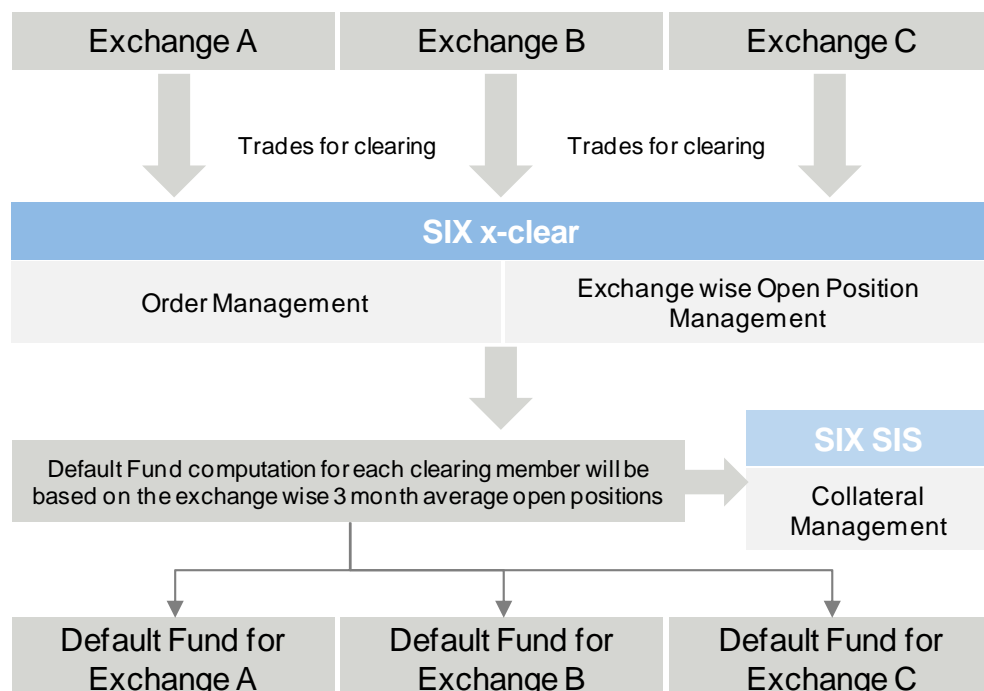 Exchange A
Exchange B
Exchange C
Trades for clearing
Trades for clearing
SIX x-clear
Order Management
Exchange wise Open Position
Management
SIX SIS
Default Fund computation for each clearing member will be
based on the exchange wise 3 month average open positions
Collateral
Management
Default Fund for
Exchange A
Default Fund for
Exchange B
Default Fund for
Exchange C